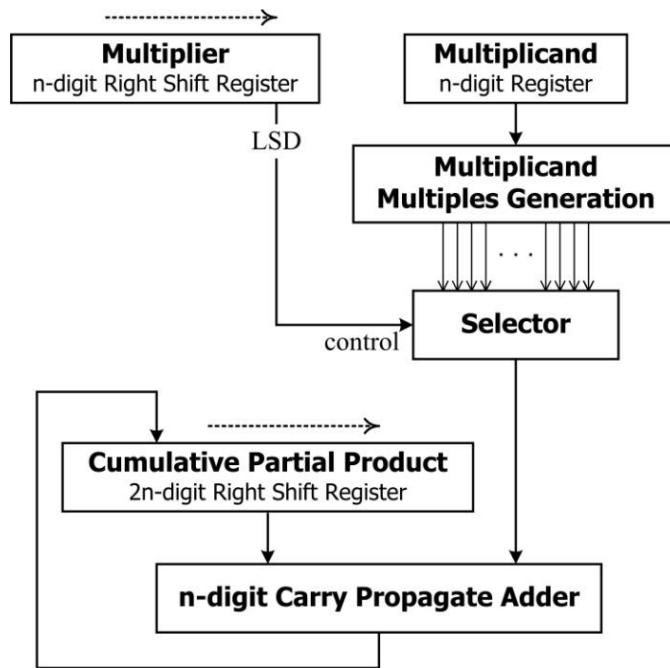 Multiplier
n-digit Right Shift Register
Multiplicand
n-digit Register
LSD
Multiplicand
Multiples Generation
. . .
Selector
control
Cumulative Partial Product
2n-digit Right Shift Register
n-digit Carry Propagate Adder